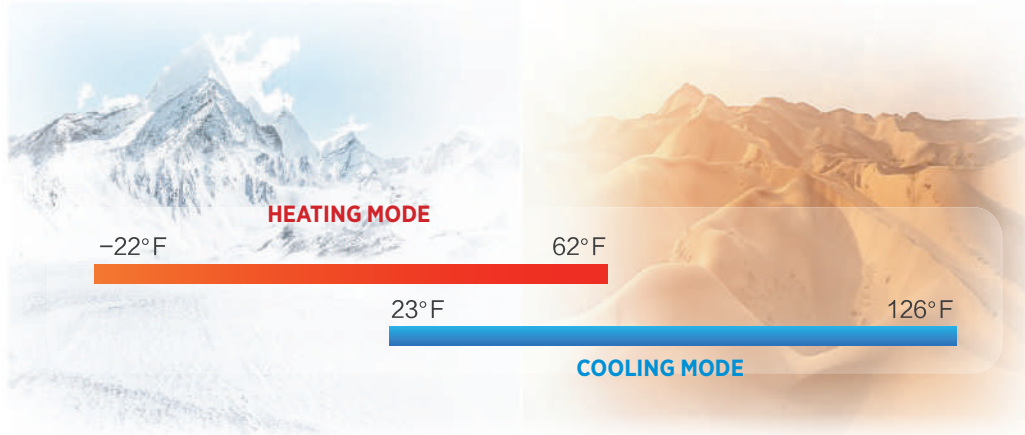 HEATING MODE
−22°F 62°F
23°F 126°F
COOLING MODE